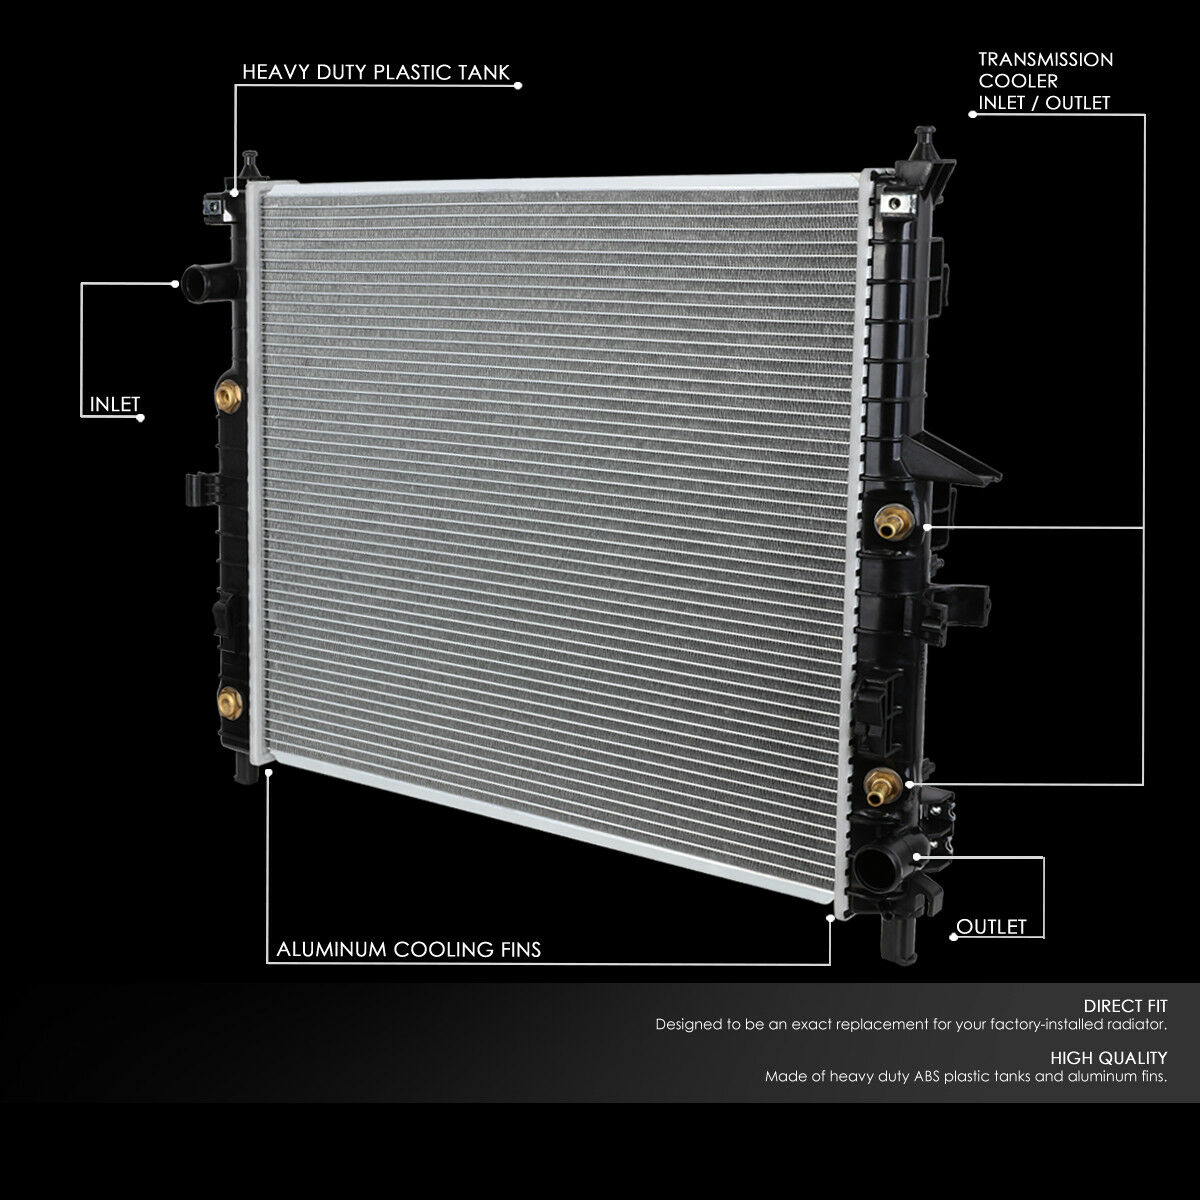 HEAVY DUTY PLASTIC TANK
TRANSMISSION
COOLER
INLET / OUTLET
INLET
OUTLET
ALUMINUM COOLING FINS
DIRECT FIT
Designed to be an exact replacement for your factory-installed radiator.
HIGH QUALITY
Made of heavy duty ABS plastic tanks and aluminum fins.